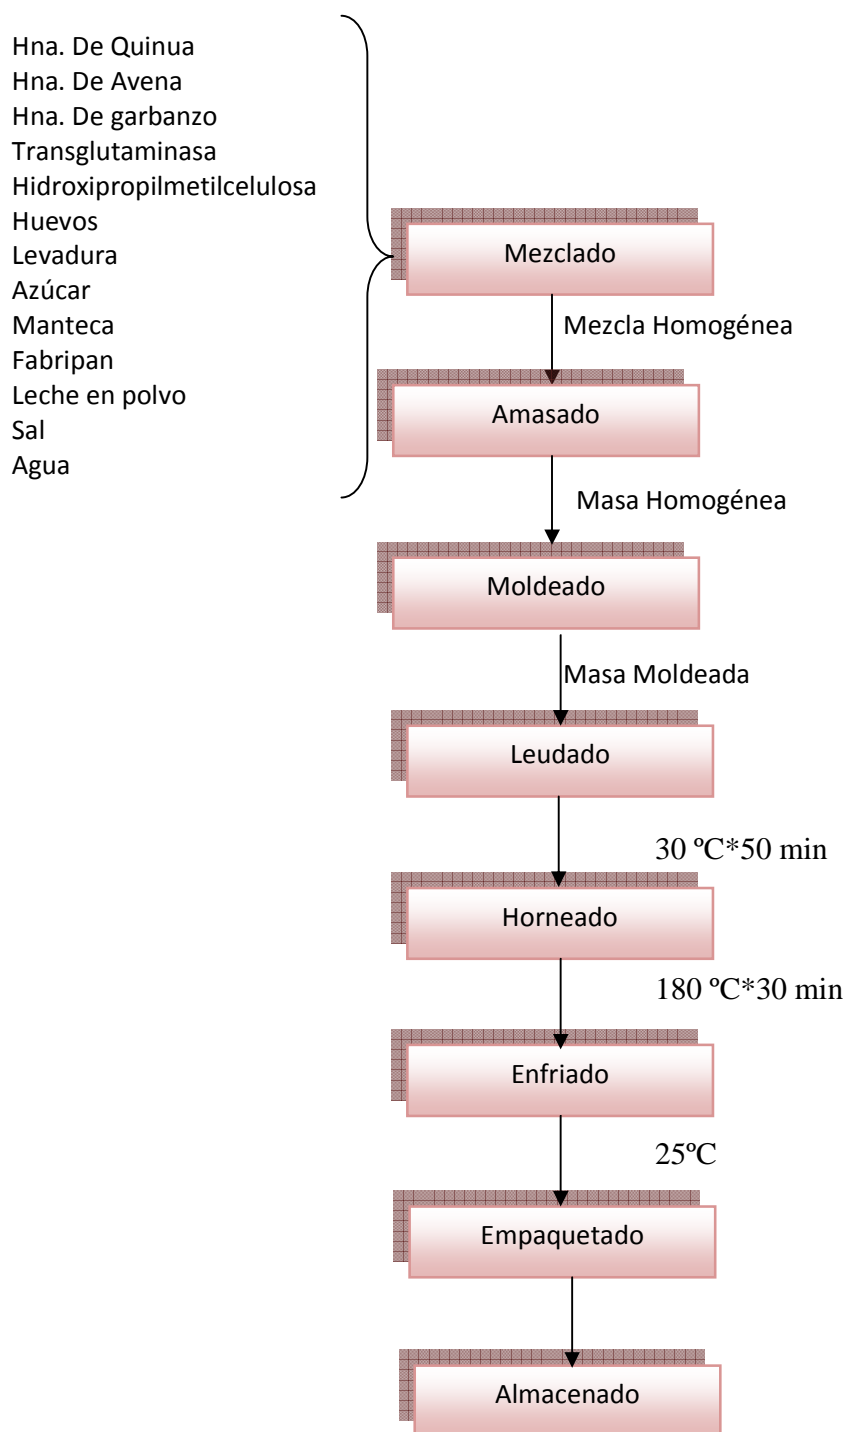 Hna. De Quinua
Hna. De Avena
Hna. De garbanzo
Transglutaminasa
Hidroxipropilmetilcelulosa
Huevos
Levadura
Azúcar
Manteca
Fabripan
Leche en polvo
Sal
Agua
Mezclado
Mezcla Homogénea
Amasado
Masa Homogénea
Moldeado
Masa Moldeada
Leudado
30 ºC*50 min
Horneado
180 ºC*30 min
Enfriado
25ºC
Empaquetado
Almacenado